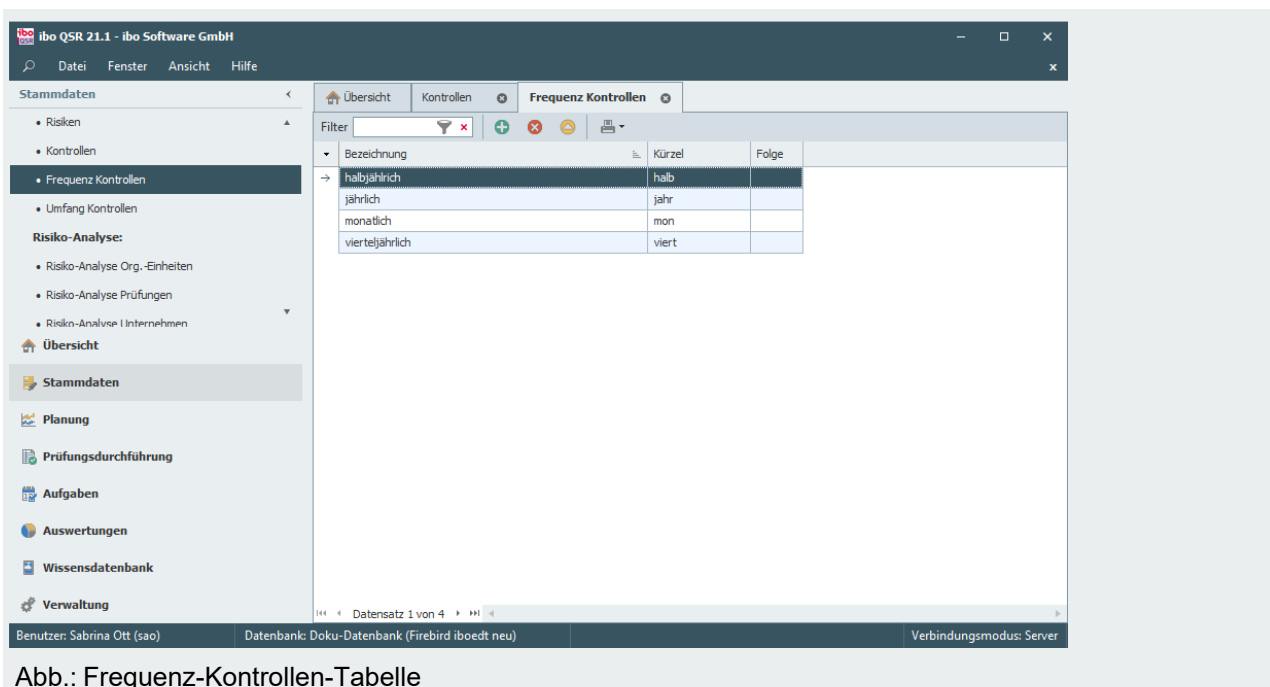 ibo QSR 21.1 - ibo Software GmbH
Datei Fenster Ansicht Hilfe
Stammdaten
Risiken
Kontrollen
Frequenz Kontrollen
Umfang Kontrollen
Risiko-Analyse:
Risiko-Analyse Org.-Einheiten
Risiko-Analyse Prüfungen
Risiko-Analyse Unternehmen
Übersicht
Stammdaten
Planung
Prüfungsdurchführung
Aufgaben
Auswertungen
Wissensdatenbank
Verwaltung
Übersicht Kontrollen Frequenz Kontrollen
Filter
Bezeichnung Kürzel Folge
halbjählrich halb
jährlich jahr
monatlich mon
vierteljährlich viert
Datensatz 1 von 4
Benutzer: Sabrina Ott (sao) Datenbank: Doku-Datenbank (Firebird iboedt neu) Verbindungsmodus: Server
Abb.: Frequenz-Kontrollen-Tabelle